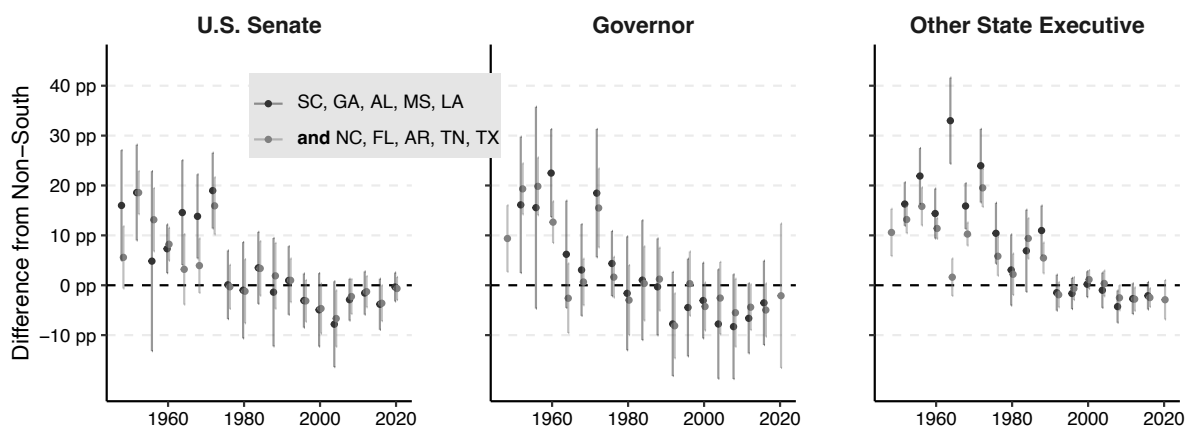 U.S. Senate
Governor
Other State Executive
Difference from Non−South
40 pp
30 pp
20 pp
10 pp
0 pp
−10 pp
SC, GA, AL, MS, LA
and NC, FL, AR, TN, TX
1960 1980 2000 2020
1960 1980 2000 2020
1960 1980 2000 2020